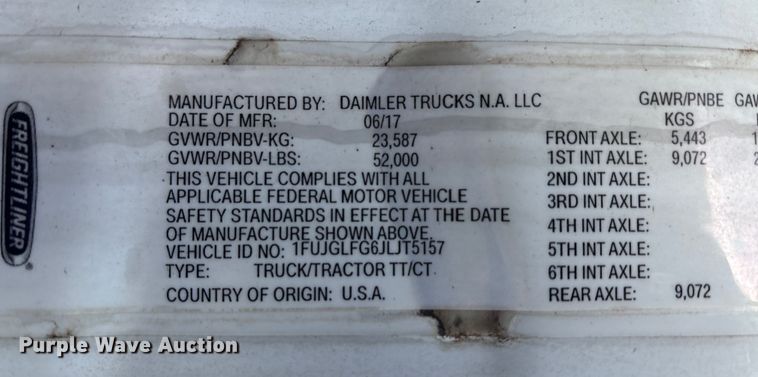 FREIGHTLINER®
MANUFACTURED BY: DAIMLER TRUCKS N.A. LLC
DATE OF MFR: 06/17
GVWR/PNBV-KG: 23,587
GVWR/PNBV-LBS: 52,000
THIS VEHICLE COMPLIES WITH ALL
APPLICABLE FEDERAL MOTOR VEHICLE
SAFETY STANDARDS IN EFFECT AT THE DATE
OF MANUFACTURE SHOWN ABOVE.
VEHICLE ID NO: 1FUJGLFG6JLJT5157
TYPE: TRUCK/TRACTOR TT/CT
COUNTRY OF ORIGIN: U.S.A.
GAWR/PNBE
KGS
FRONT AXLE: 5,443
1ST INT AXLE: 9,072
2ND INT AXLE:
3RD INT AXLE:
4TH INT AXLE:
5TH INT AXLE:
6TH INT AXLE:
REAR AXLE: 9,072
Purple Wave Auction